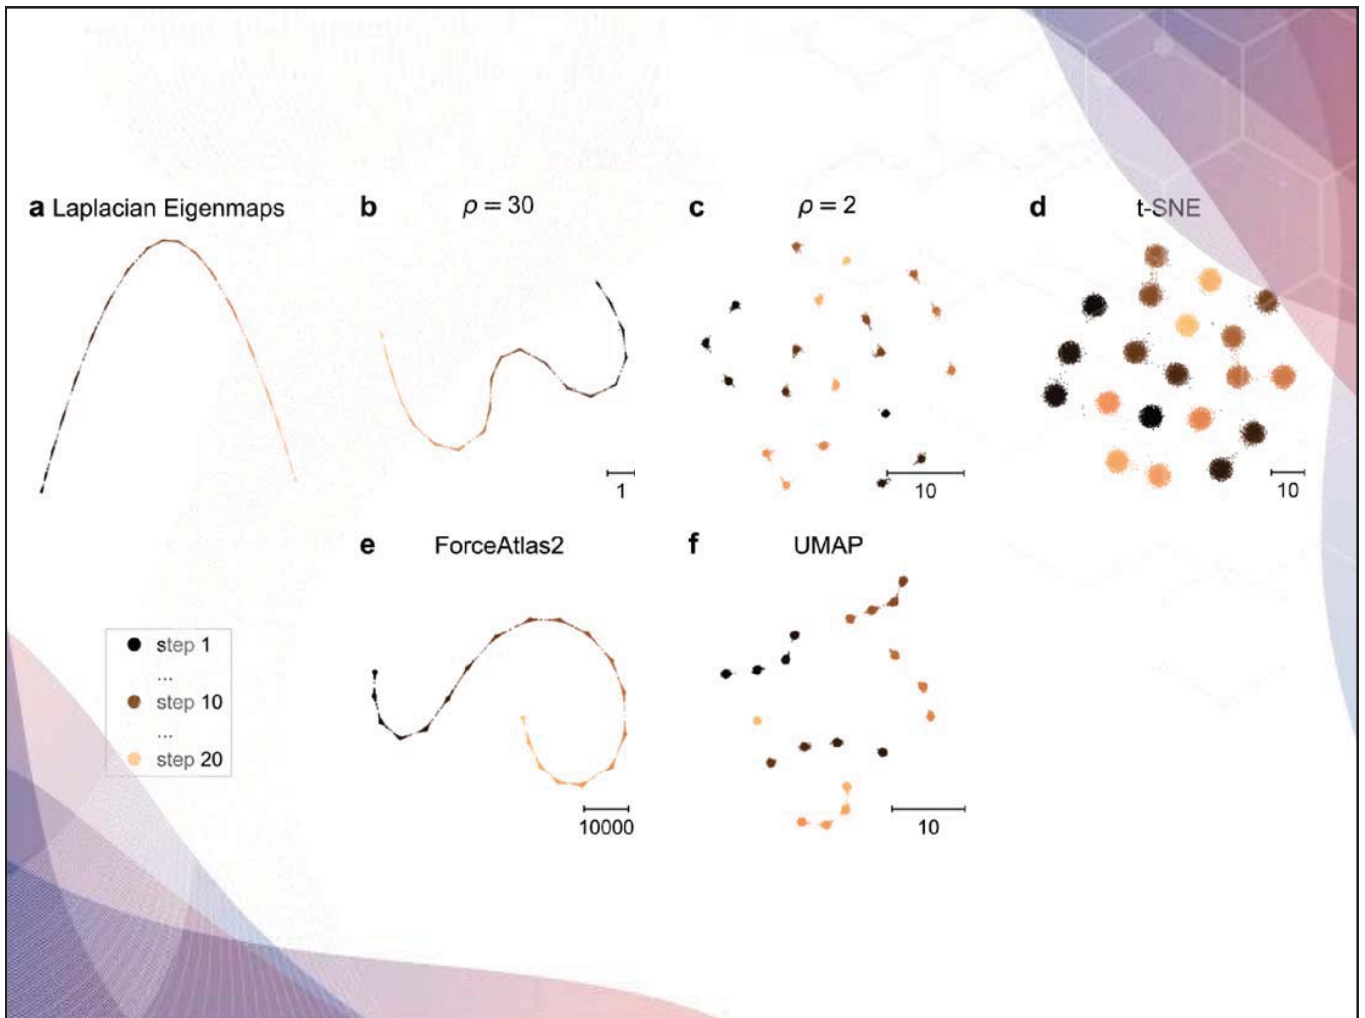 a Laplacian Eigenmaps
b ρ = 30
c ρ = 2
d t-SNE
1
10
10
e ForceAtlas2
f UMAP
step 1
...
step 10
...
step 20
10000
10